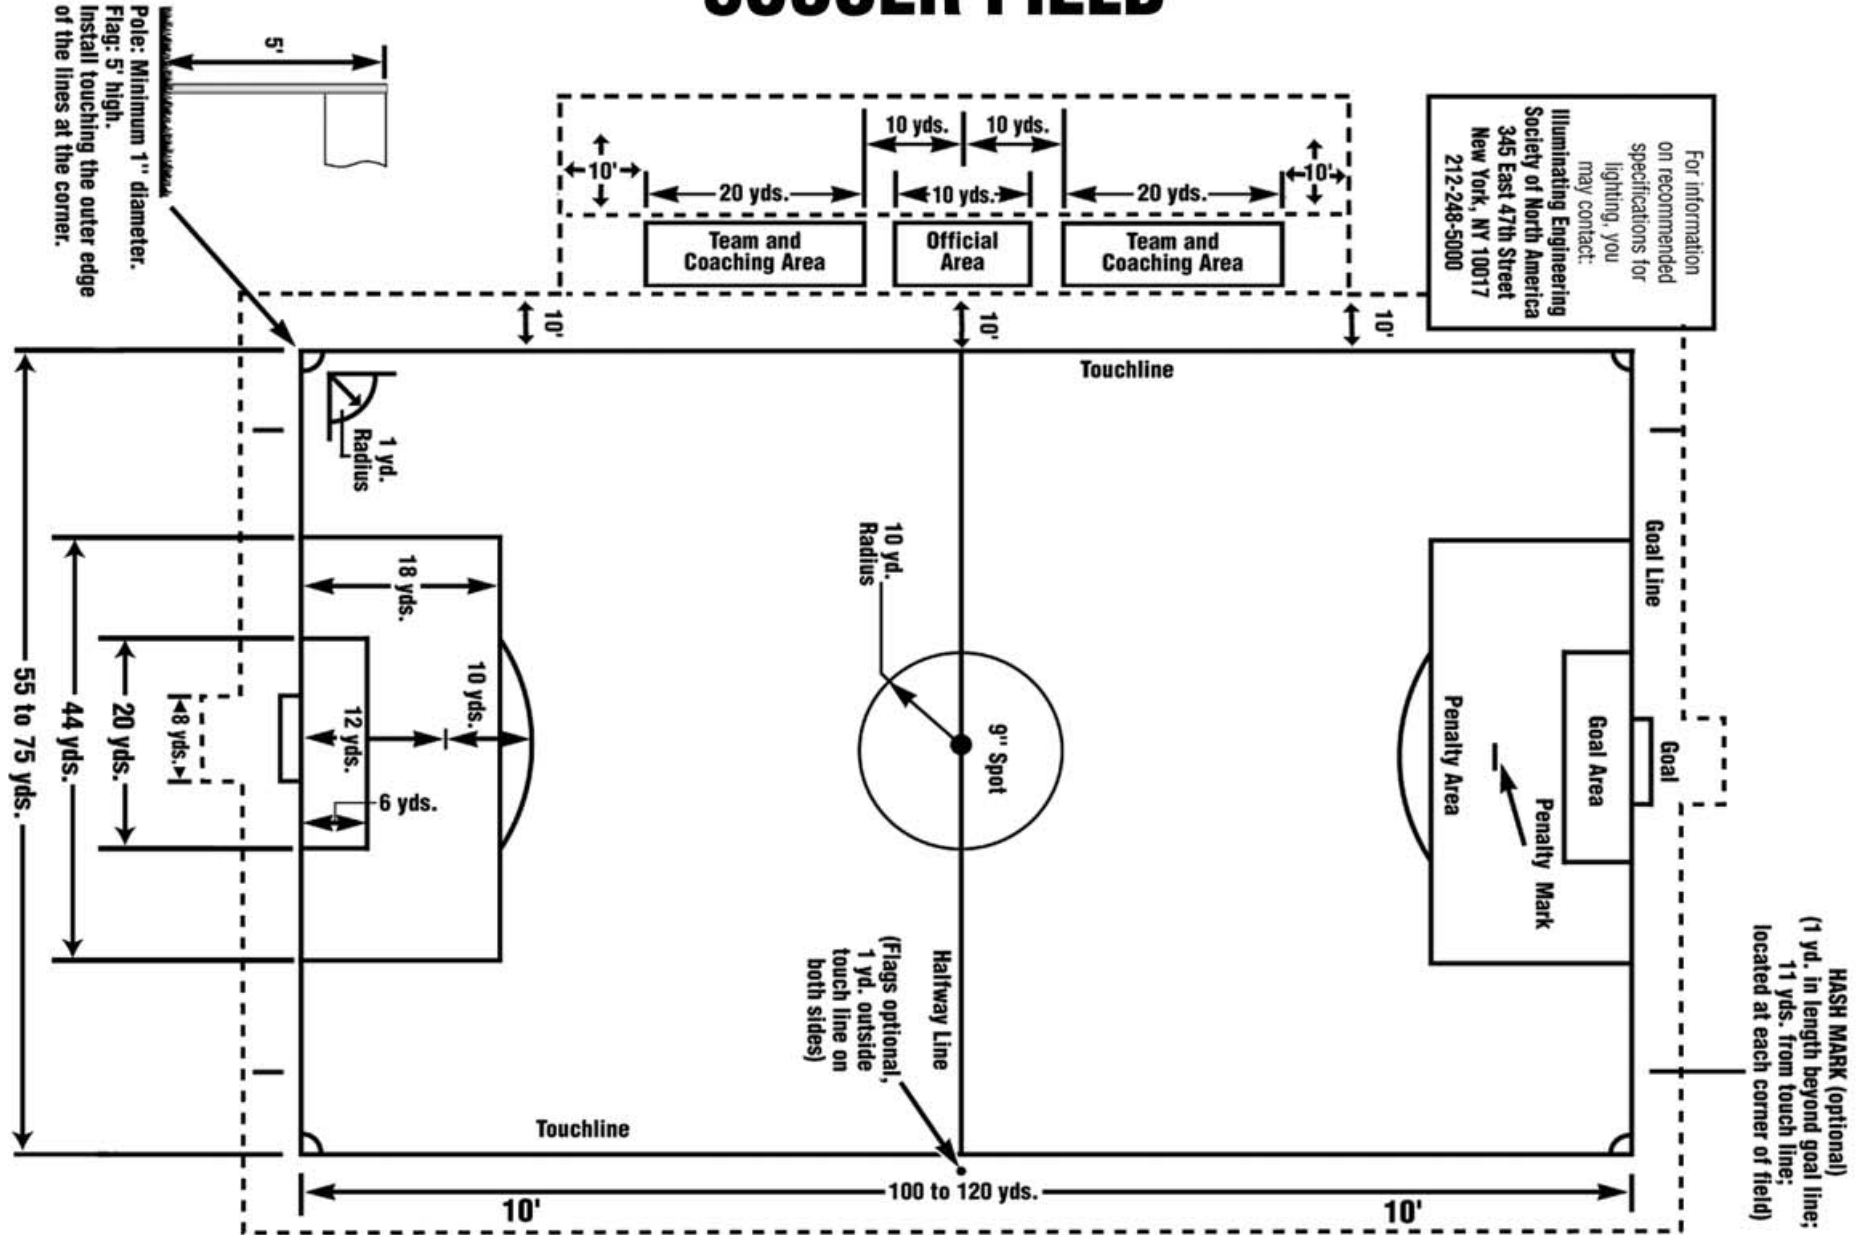 SOCCER FIELD
5'
Pole: Minimum 1" diameter.
Flag: 5' high.
Install touching the outer edge
of the lines at the corner.
10 yds.
10 yds.
10'
20 yds.
10 yds.
20 yds.
10'
Team and
Coaching Area
Official
Area
Team and
Coaching Area
For information
on recommended
specifications for
lighting, you
may contact:
Illuminating Engineering
Society of North America
345 East 47th Street
New York, NY 10017
212-248-5000
10'
10'
10'
Touchline
1 yd.
Radius
10 yd.
Radius
9" Spot
Goal Line
Goal
Goal Area
Penalty Area
Penalty Mark
18 yds.
10 yds.
12 yds.
6 yds.
8 yds.
20 yds.
44 yds.
55 to 75 yds.
Halfway Line
(Flags optional,
1 yd. outside
touch line on
both sides)
HASH MARK (optional)
(1 yd. in length beyond goal line;
11 yds. from touch line;
located at each corner of field)
Touchline
100 to 120 yds.
10'
10'